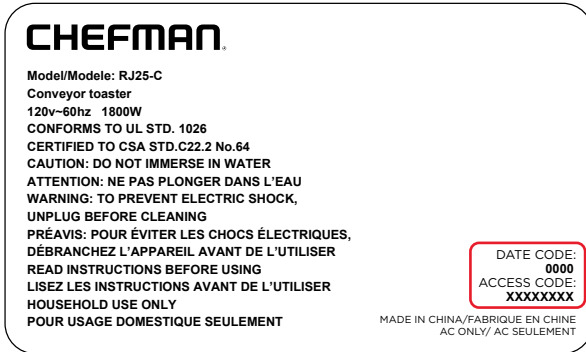 CHEFMAN®
Model/Modele: RJ25-C
Conveyor toaster
120v~60hz 1800W
CONFORMS TO UL STD. 1026
CERTIFIED TO CSA STD.C22.2 No.64
CAUTION: DO NOT IMMERSE IN WATER
ATTENTION: NE PAS PLONGER DANS L'EAU
WARNING: TO PREVENT ELECTRIC SHOCK,
UNPLUG BEFORE CLEANING
PRÉAVIS: POUR ÉVITER LES CHOCS ÉLECTRIQUES,
DÉBRANCHEZ L'APPAREIL AVANT DE L'UTILISER
READ INSTRUCTIONS BEFORE USING
LISEZ LES INSTRUCTIONS AVANT DE L'UTILISER
HOUSEHOLD USE ONLY
POUR USAGE DOMESTIQUE SEULEMENT
DATE CODE:
0000
ACCESS CODE:
XXXXXXXX
MADE IN CHINA/FABRIQUE EN CHINE
AC ONLY/ AC SEULEMENT